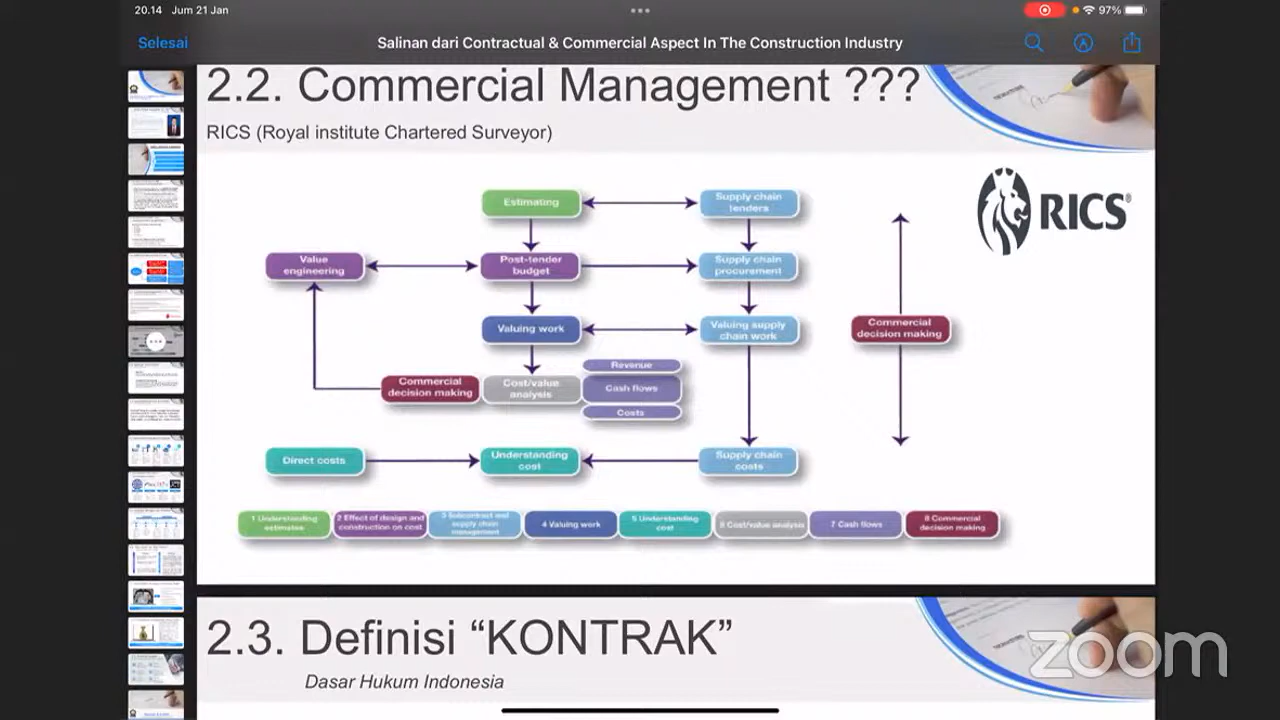 20.14 Jum 21 Jan
97%
Selesai
Salinan dari Contractual & Commercial Aspect In The Construction Industry
2.2. Commercial Management ???
RICS (Royal institute Chartered Surveyor)
RICS
Estimating
Supply chain
tenders
Value
engineering
Post-tender
budget
Supply chain
procurement
Valuing work
Valuing supply
chain work
Commercial
decision making
Commercial
decision making
Cost/value
analysis
Revenue
Cash flows
Costs
Direct costs
Understanding
cost
Supply chain
costs
1 Understanding
estimates
2 Effect of design and
construction on cost
3 Subcontract and
supply chain
management
4 Valuing work
5 Understanding
cost
6 Cost/value analysis
7 Cash flows
8 Commercial
decision making
2.3. Definisi “KONTRAK”
Dasar Hukum Indonesia
zoom